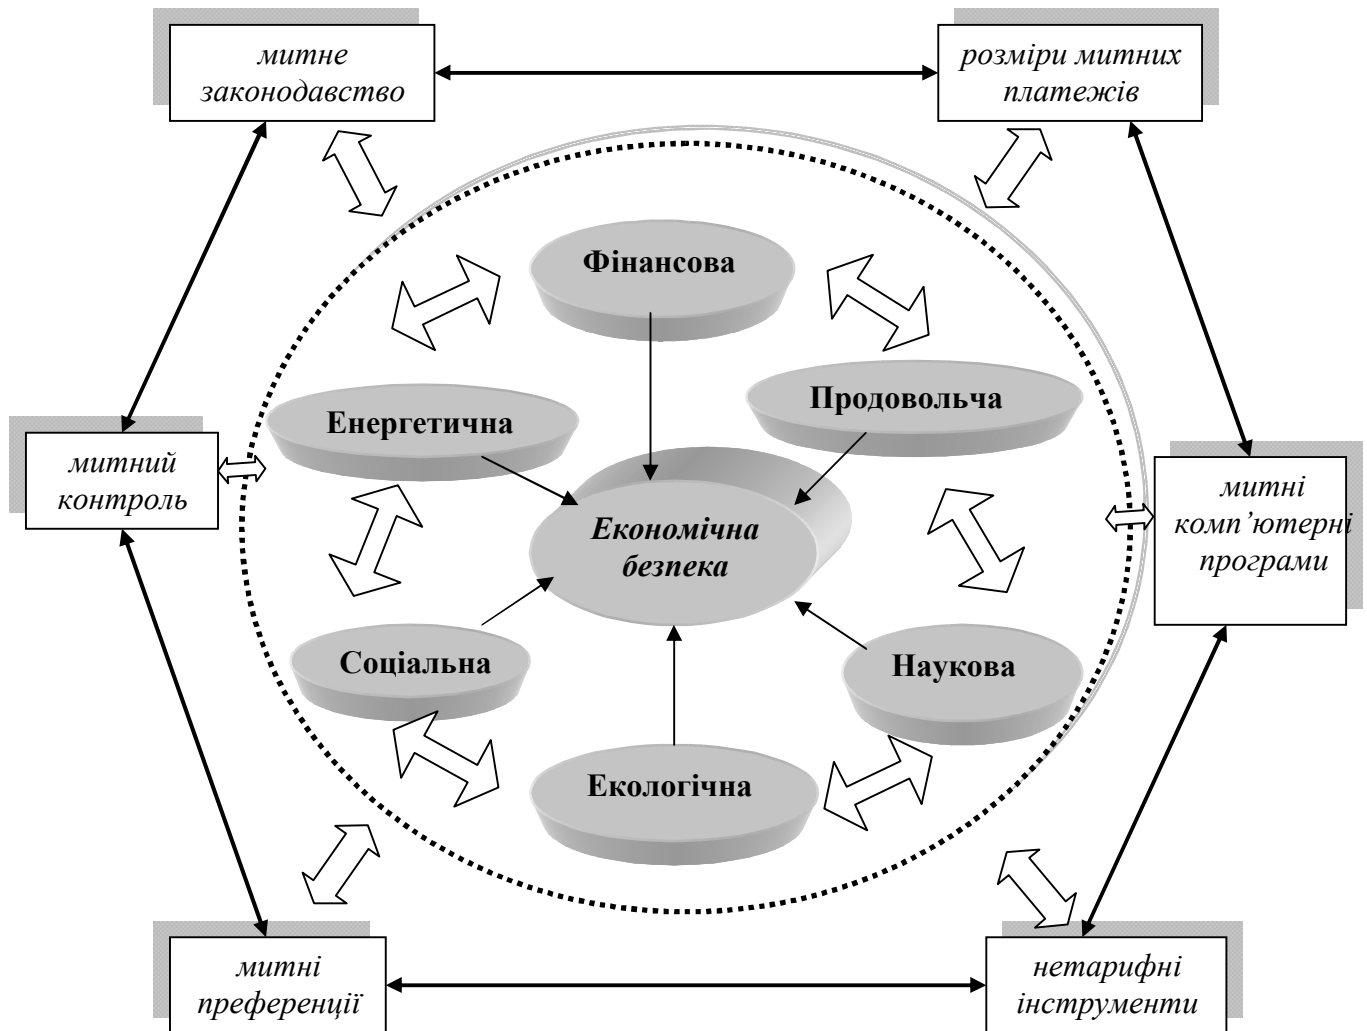 митне
законодавство
розміри митних
платежів
Фінансова
Продовольча
Енергетична
митний
контроль
митні
комп’ютерні
програми
Економічна
безпека
Соціальна
Наукова
Екологічна
митні
преференції
нетарифні
інструменти